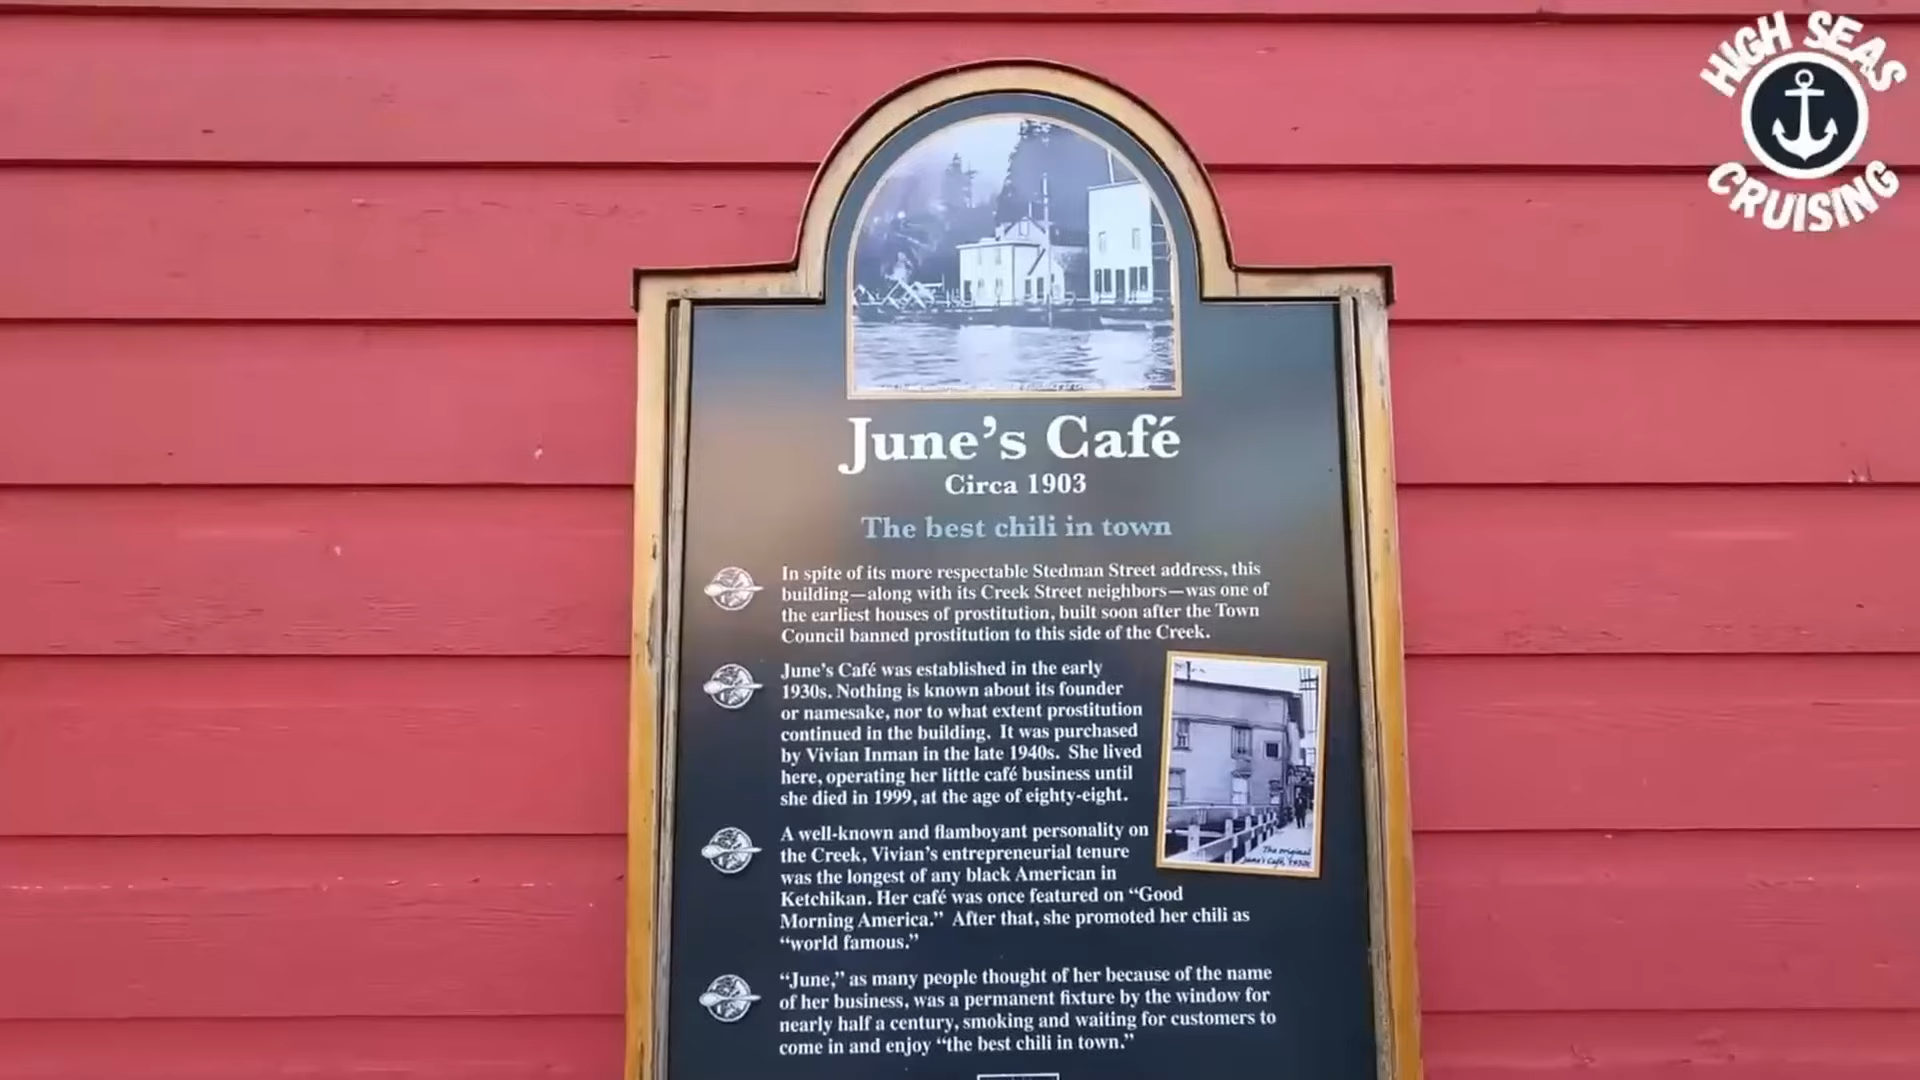 HIGH SEAS
CRUISING
June's Café
Circa 1903
The best chili in town
In spite of its more respectable Stedman Street address, this
building—along with its Creek Street neighbors—was one of
the earliest houses of prostitution, built soon after the Town
Council banned prostitution to this side of the Creek.
June's Café was established in the early
1930s. Nothing is known about its founder
or namesake, nor to what extent prostitution
continued in the building. It was purchased
by Vivian Inman in the late 1940s. She lived
here, operating her little café business until
she died in 1999, at the age of eighty-eight.
The original
June's Café, 1930s
A well-known and flamboyant personality on
the Creek, Vivian's entrepreneurial tenure
was the longest of any black American in
Ketchikan. Her café was once featured on “Good
Morning America.” After that, she promoted her chili as
“world famous.”
“June,” as many people thought of her because of the name
of her business, was a permanent fixture by the window for
nearly half a century, smoking and waiting for customers to
come in and enjoy “the best chili in town.”